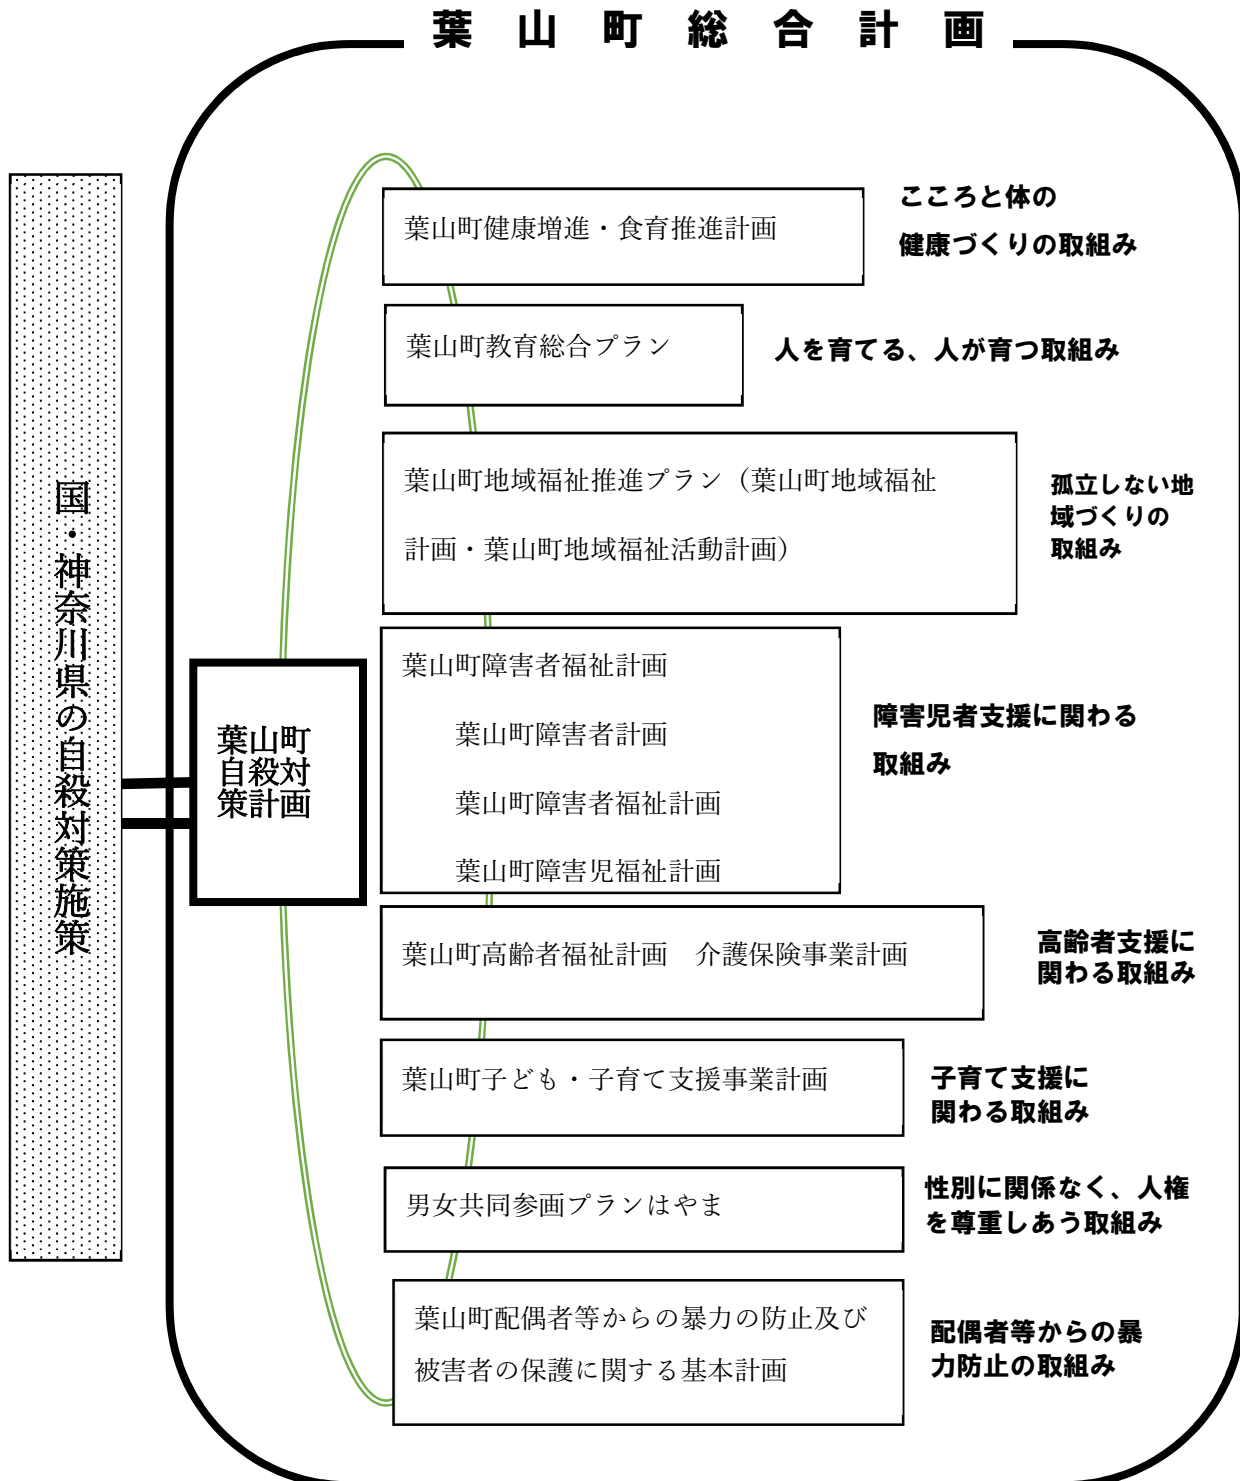 葉山町総合計画
国・神奈川県の自殺対策施策
葉山町
自殺対
策計画
葉山町健康増進・食育推進計画
こころと体の
健康づくりの取組み
葉山町教育総合プラン
人を育てる、人が育つ取組み
葉山町地域福祉推進プラン（葉山町地域福祉
計画・葉山町地域福祉活動計画）
孤立しない地
域づくりの
取組み
葉山町障害者福祉計画
葉山町障害者計画
葉山町障害者福祉計画
葉山町障害児福祉計画
障害児者支援に関わる
取組み
葉山町高齢者福祉計画　介護保険事業計画
高齢者支援に
関わる取組み
葉山町子ども・子育て支援事業計画
子育て支援に
関わる取組み
男女共同参画プランはやま
性別に関係なく、人権
を尊重しあう取組み
葉山町配偶者等からの暴力の防止及び
被害者の保護に関する基本計画
配偶者等からの暴
力防止の取組み